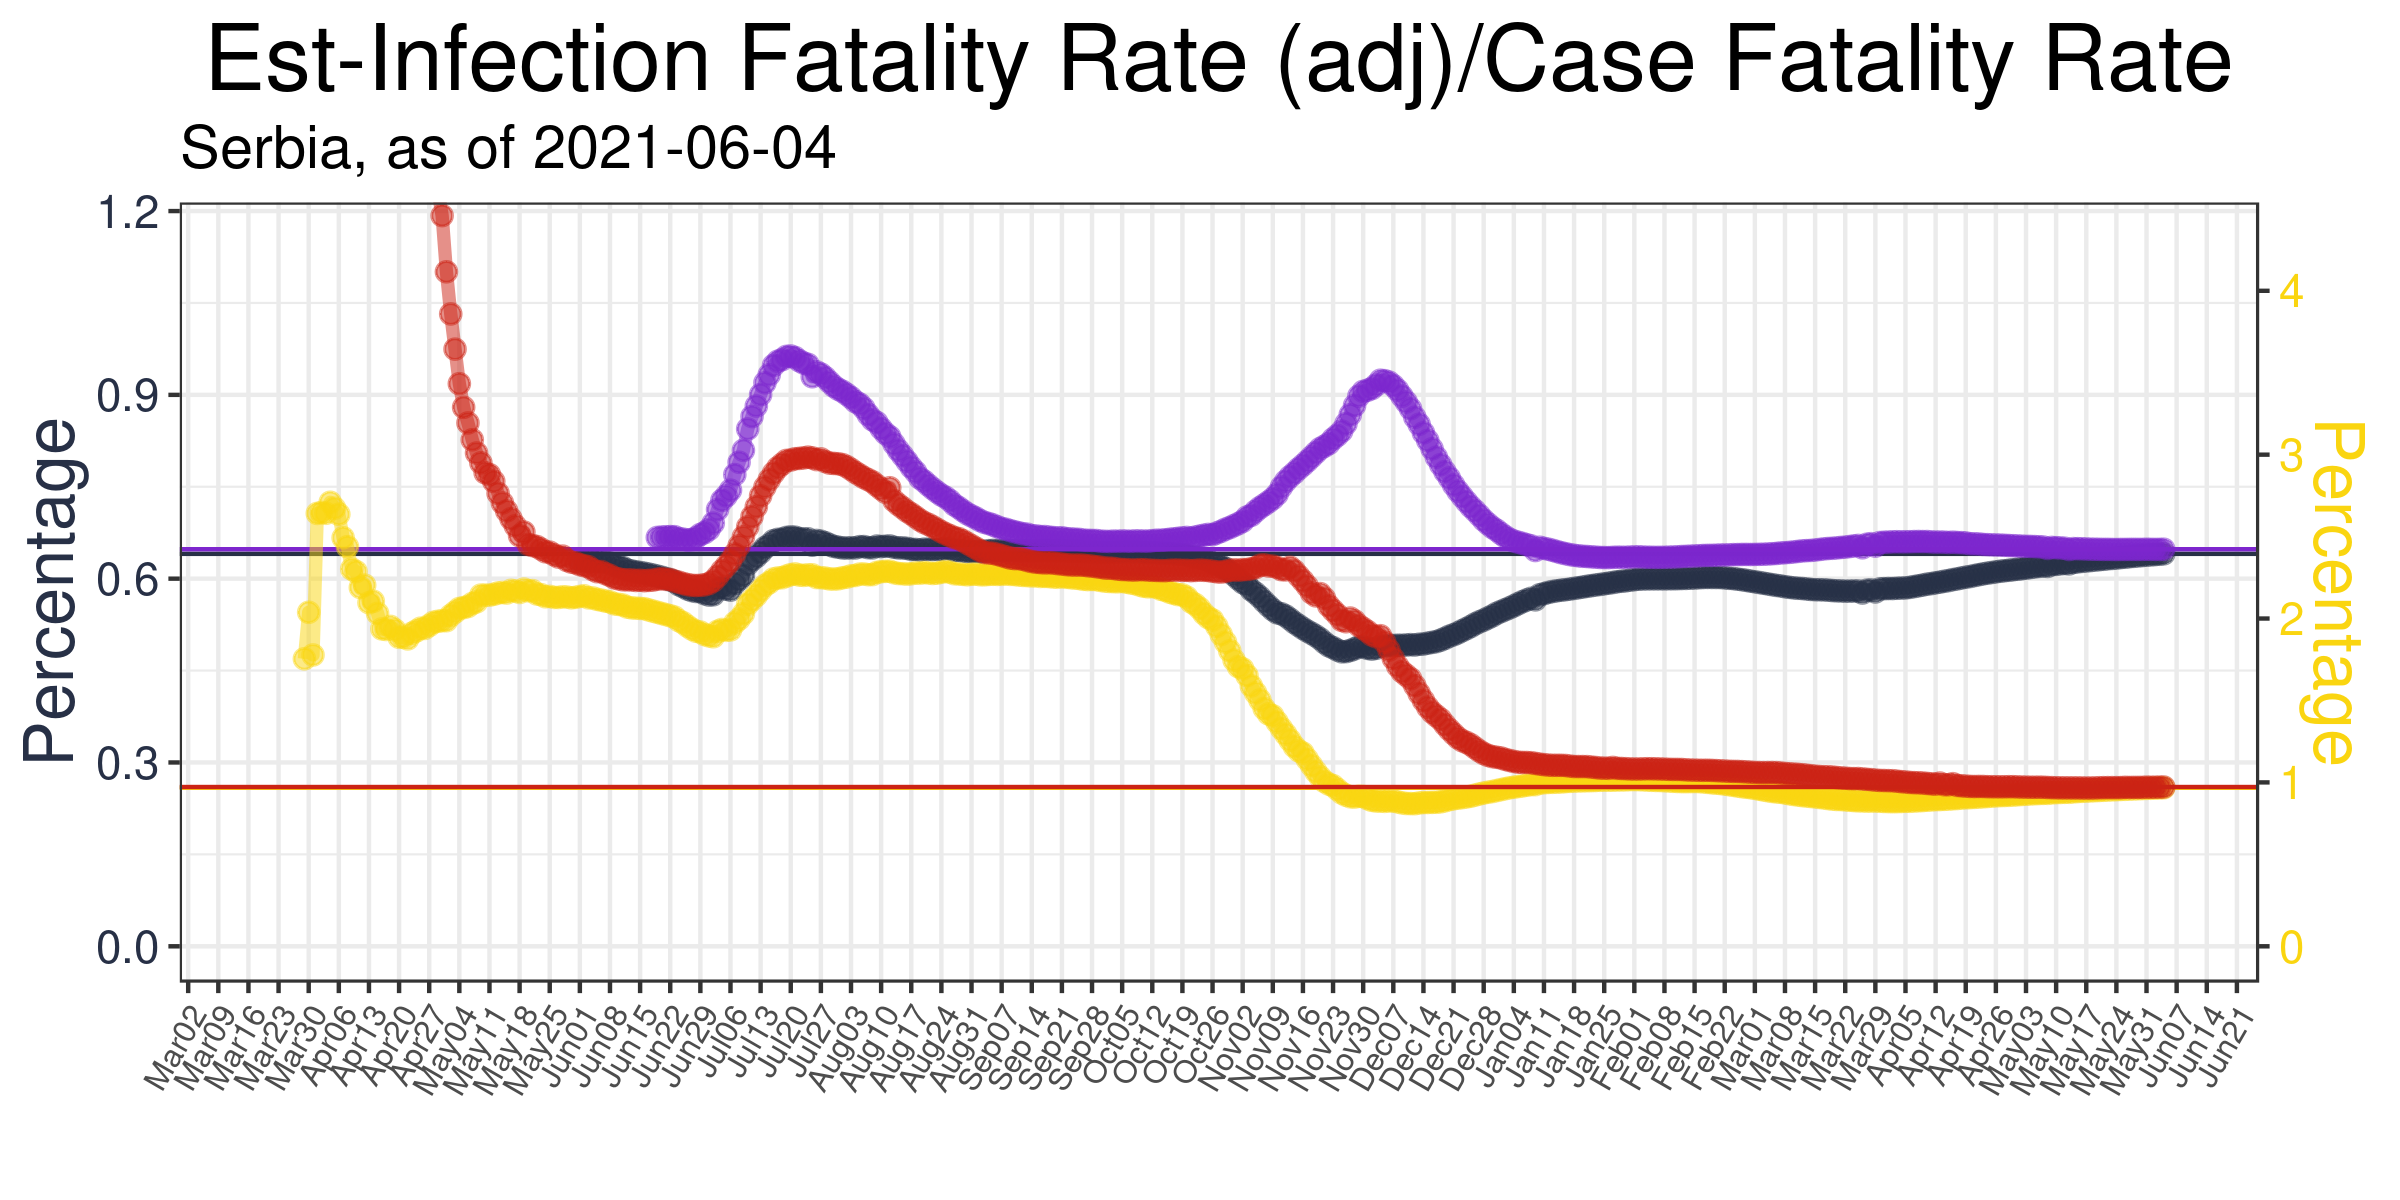 Est-Infection Fatality Rate (adj)/Case Fatality Rate
Serbia, as of 2021-06-04
Percentage
1.2
0.9
0.6
0.3
0.0
4
3
2
1
0
Percentage
Mar02
Mar09
Mar16
Mar23
Mar30
Apr06
Apr13
Apr20
Apr27
May04
May11
May18
May25
Jun01
Jun08
Jun15
Jun22
Jun29
Jul06
Jul13
Jul20
Jul27
Aug03
Aug10
Aug17
Aug24
Aug31
Sep07
Sep14
Sep21
Sep28
Oct05
Oct12
Oct19
Oct26
Nov02
Nov09
Nov16
Nov23
Nov30
Dec07
Dec14
Dec21
Dec28
Jan04
Jan11
Jan18
Jan25
Feb01
Feb08
Feb15
Feb22
Mar01
Mar08
Mar15
Mar22
Mar29
Apr05
Apr12
Apr19
Apr26
May03
May10
May17
May24
May31
Jun07
Jun14
Jun21